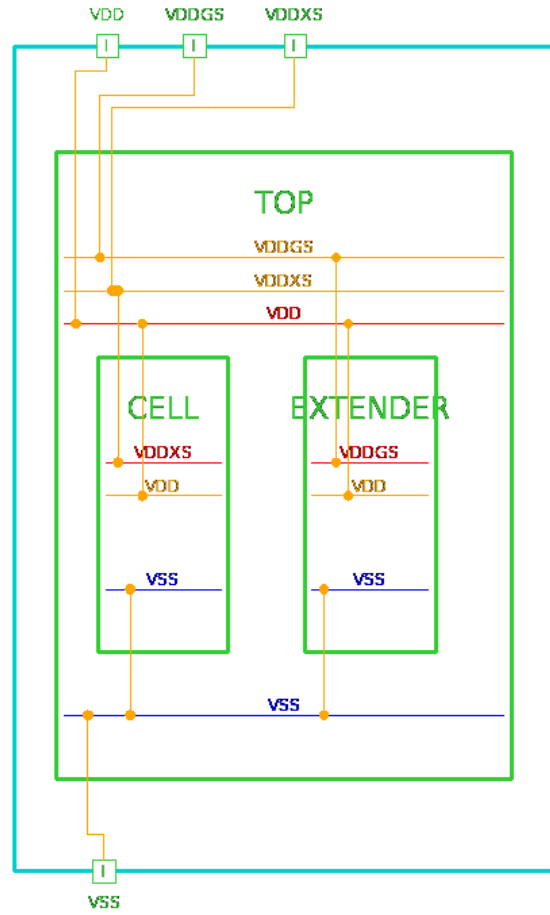 VDD VDDGS VDDXS
I I I
TOP
VDDGS
VDDXS
VDD
CELL EXTENDER
VDDXS VDDGS
VDD VDD
VSS VSS
VSS
I
VSS